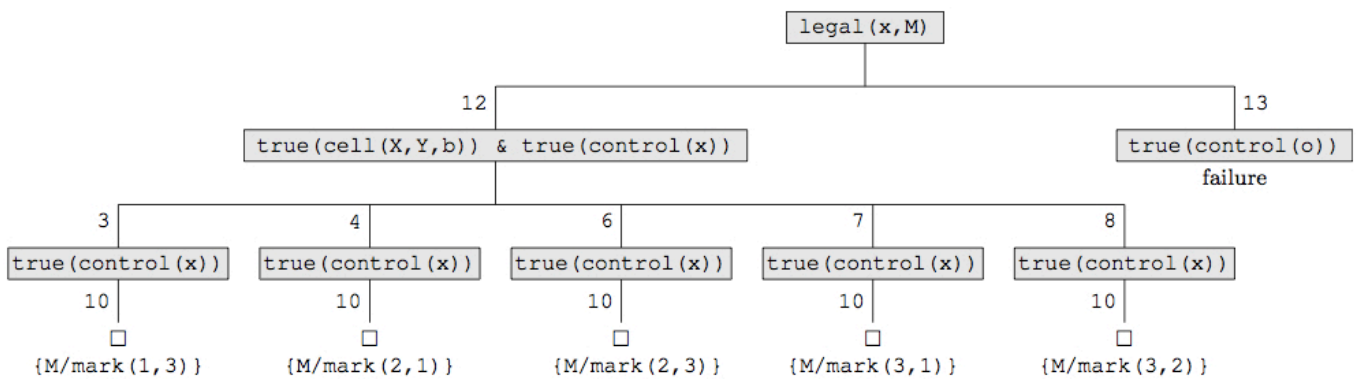 legal(x,M)
12 13
true(cell(X,Y,b)) & true(control(x)) true(control(o))
failure
3 4 6 7 8
true(control(x)) true(control(x)) true(control(x)) true(control(x)) true(control(x))
10 10 10 10 10
{M/mark(1,3)} {M/mark(2,1)} {M/mark(2,3)} {M/mark(3,1)} {M/mark(3,2)}